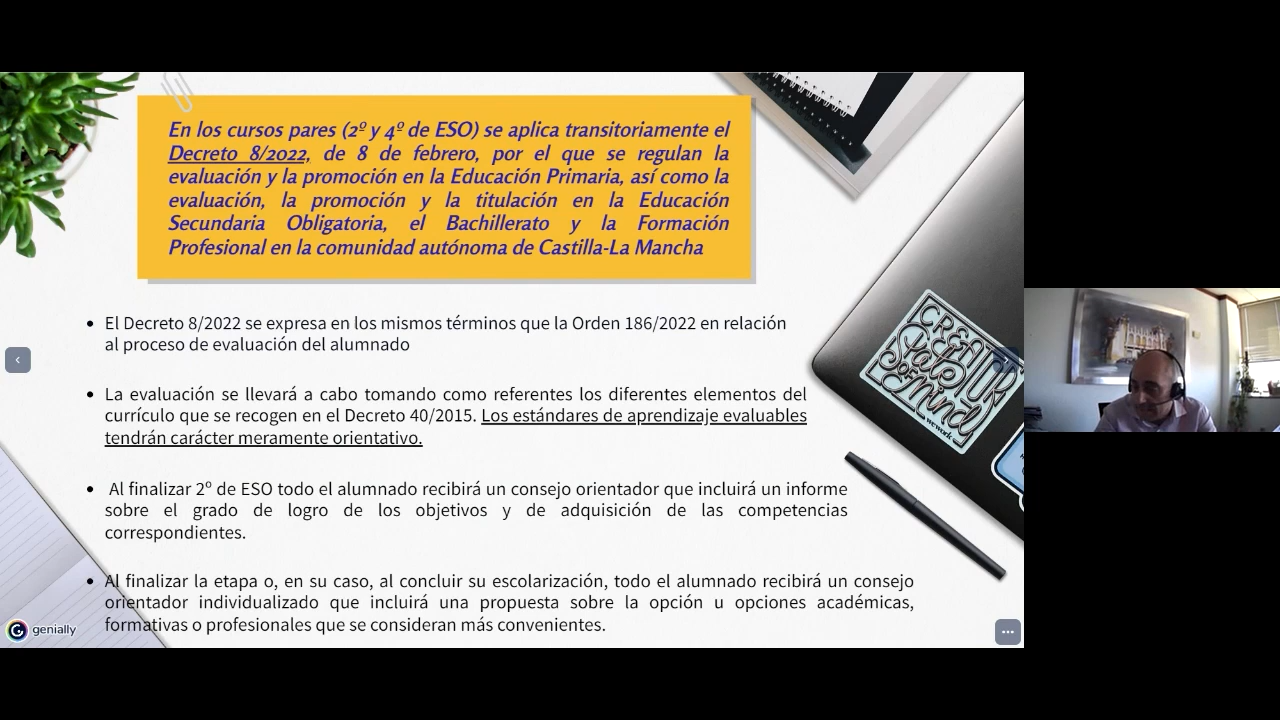 En los cursos pares (2º y 4º de ESO) se aplica transitoriamente el
Decreto 8/2022, de 8 de febrero, por el que se regulan la
evaluación y la promoción en la Educación Primaria, así como la
evaluación, la promoción y la titulación en la Educación
Secundaria Obligatoria, el Bachillerato y la Formación
Profesional en la comunidad autónoma de Castilla-La Mancha
• El Decreto 8/2022 se expresa en los mismos términos que la Orden 186/2022 en relación
al proceso de evaluación del alumnado
• La evaluación se llevará a cabo tomando como referentes los diferentes elementos del
currículo que se recogen en el Decreto 40/2015. Los estándares de aprendizaje evaluables
tendrán carácter meramente orientativo.
• Al finalizar 2º de ESO todo el alumnado recibirá un consejo orientador que incluirá un informe
sobre el grado de logro de los objetivos y de adquisición de las competencias
correspondientes.
• Al finalizar la etapa o, en su caso, al concluir su escolarización, todo el alumnado recibirá un consejo
orientador individualizado que incluirá una propuesta sobre la opción u opciones académicas,
formativas o profesionales que se consideran más convenientes.
State
of Mind
wework
genially